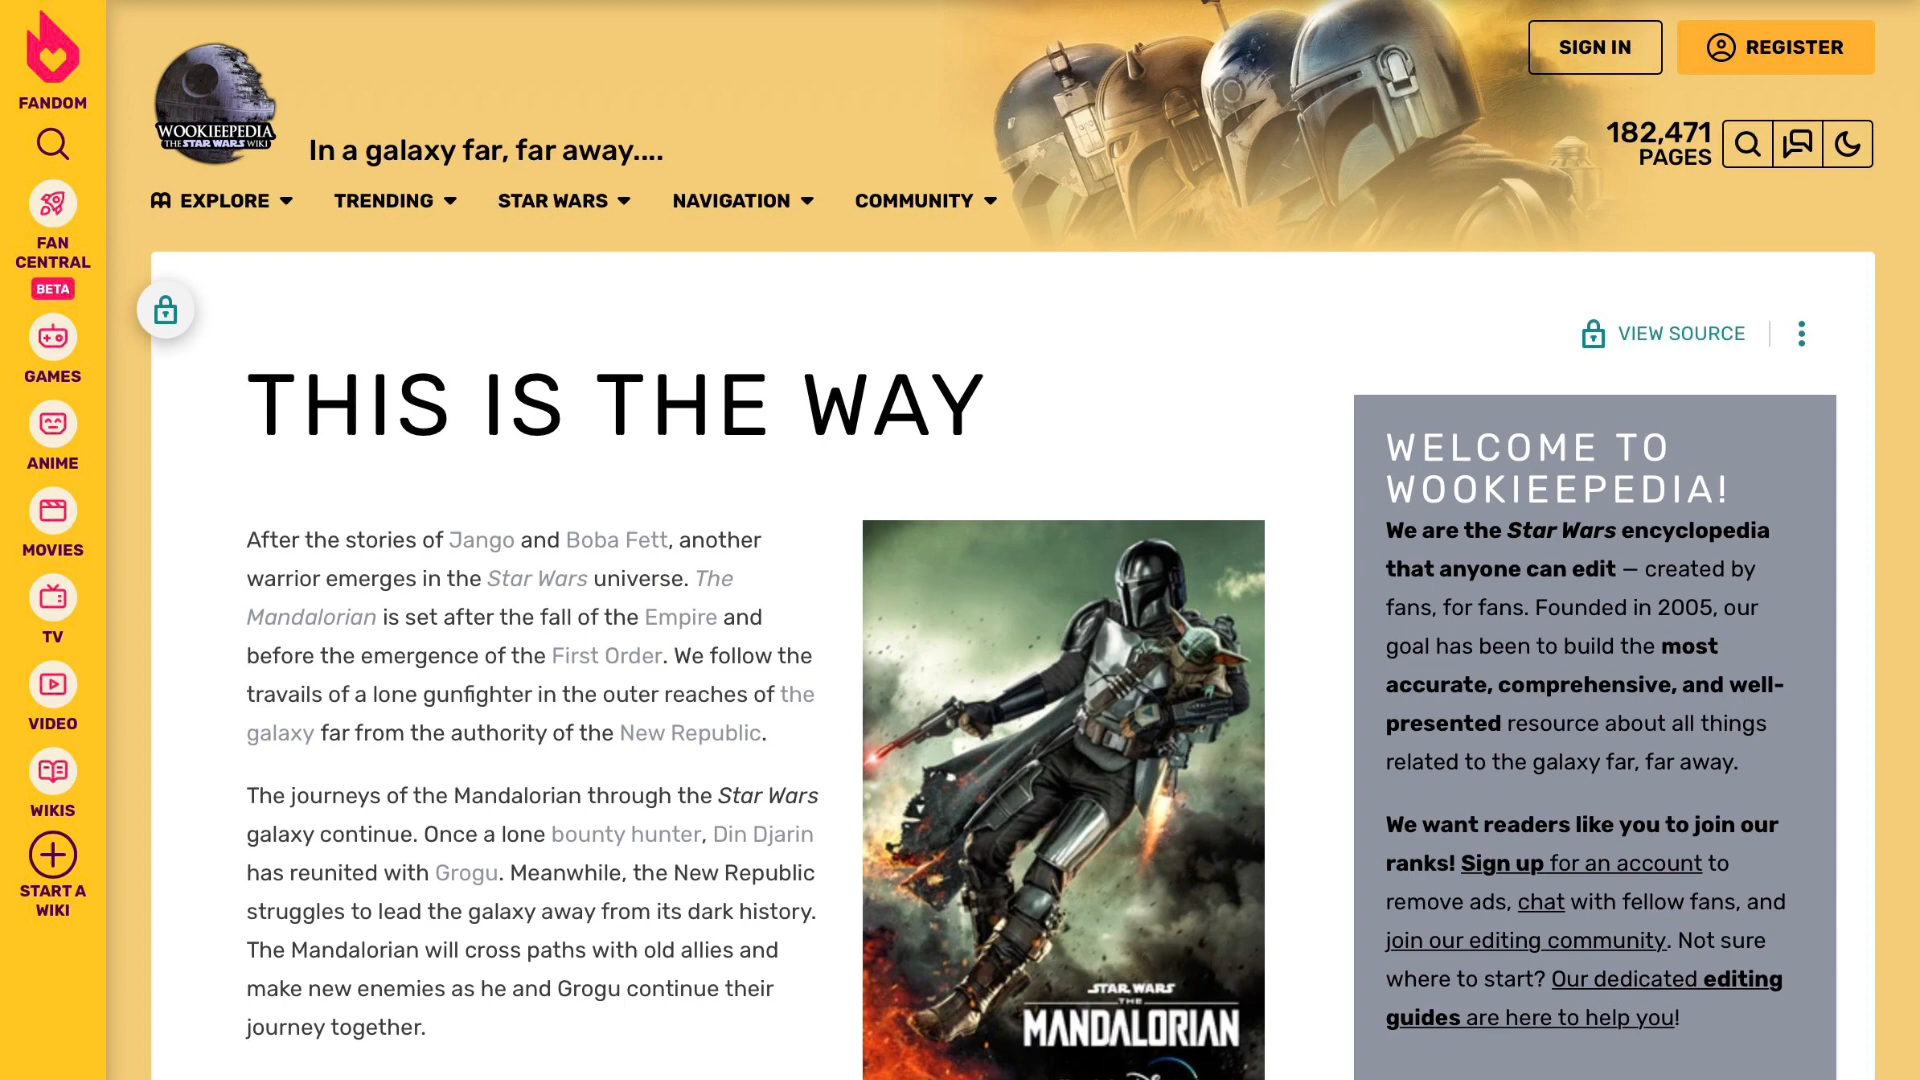 FANDOM
FAN
CENTRAL
BETA
GAMES
ANIME
MOVIES
TV
VIDEO
WIKIS
START A
WIKI
WOOKIEEPEDIA
THE STAR WARS WIKI
In a galaxy far, far away....
SIGN IN
REGISTER
182,471
PAGES
EXPLORE
TRENDING
STAR WARS
NAVIGATION
COMMUNITY
VIEW SOURCE
THIS IS THE WAY
After the stories of Jango and Boba Fett, another
warrior emerges in the Star Wars universe. The
Mandalorian is set after the fall of the Empire and
before the emergence of the First Order. We follow the
travails of a lone gunfighter in the outer reaches of the
galaxy far from the authority of the New Republic.
The journeys of the Mandalorian through the Star Wars
galaxy continue. Once a lone bounty hunter, Din Djarin
has reunited with Grogu. Meanwhile, the New Republic
struggles to lead the galaxy away from its dark history.
The Mandalorian will cross paths with old allies and
make new enemies as he and Grogu continue their
journey together.
STAR WARS
THE
MANDALORIAN
WELCOME TO
WOOKIEEPEDIA!
We are the Star Wars encyclopedia
that anyone can edit — created by
fans, for fans. Founded in 2005, our
goal has been to build the most
accurate, comprehensive, and well-
presented resource about all things
related to the galaxy far, far away.
We want readers like you to join our
ranks! Sign up for an account to
remove ads, chat with fellow fans, and
join our editing community. Not sure
where to start? Our dedicated editing
guides are here to help you!